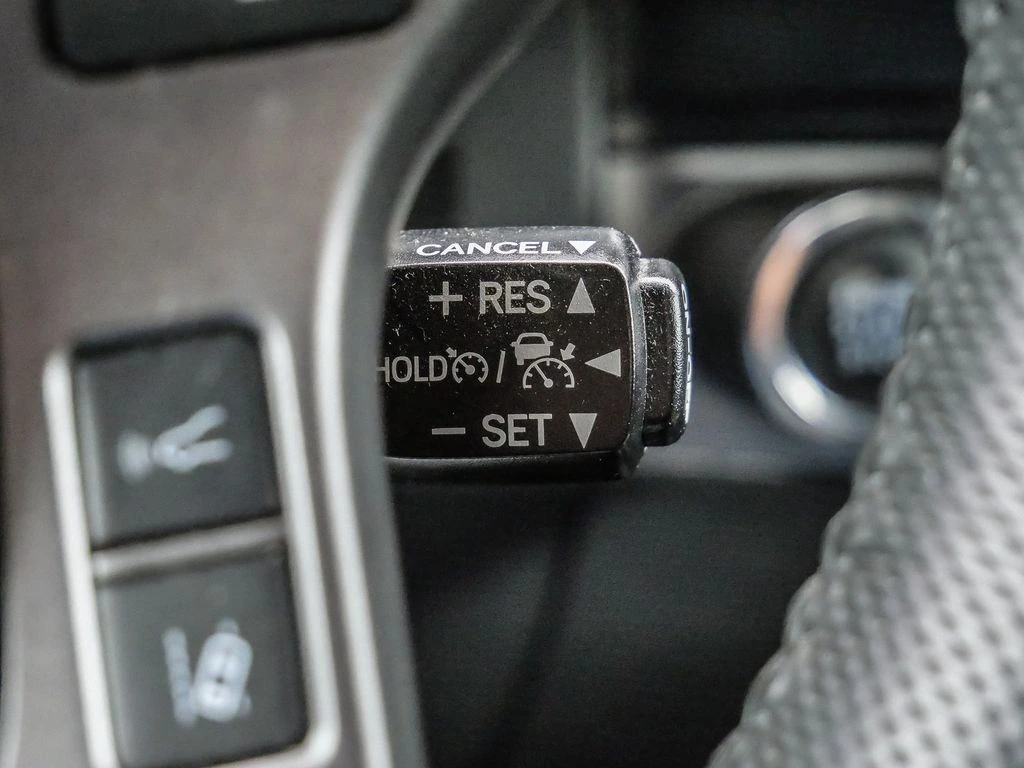 CANCEL
+ RES
HOLD /
- SET